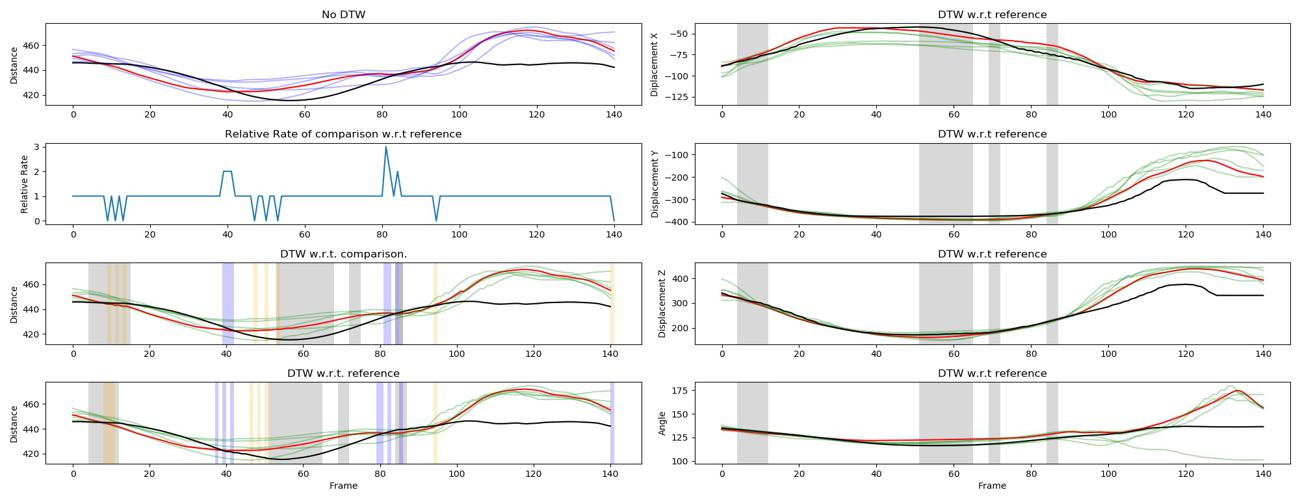 No DTW
Distance
460
440
420
0 20 40 60 80 100 120 140
Relative Rate of comparison w.r.t reference
Relative Rate
3
2
1
0
0 20 40 60 80 100 120 140
DTW w.r.t. comparison.
Distance
460
440
420
0 20 40 60 80 100 120 140
DTW w.r.t. reference
Distance
460
440
420
0 20 40 60 80 100 120 140
Frame
DTW w.r.t reference
Displacement X
−50
−75
−100
−125
0 20 40 60 80 100 120 140
DTW w.r.t reference
Displacement Y
−100
−200
−300
−400
0 20 40 60 80 100 120 140
DTW w.r.t reference
Displacement Z
400
300
200
0 20 40 60 80 100 120 140
DTW w.r.t reference
Angle
175
150
125
100
0 20 40 60 80 100 120 140
Frame